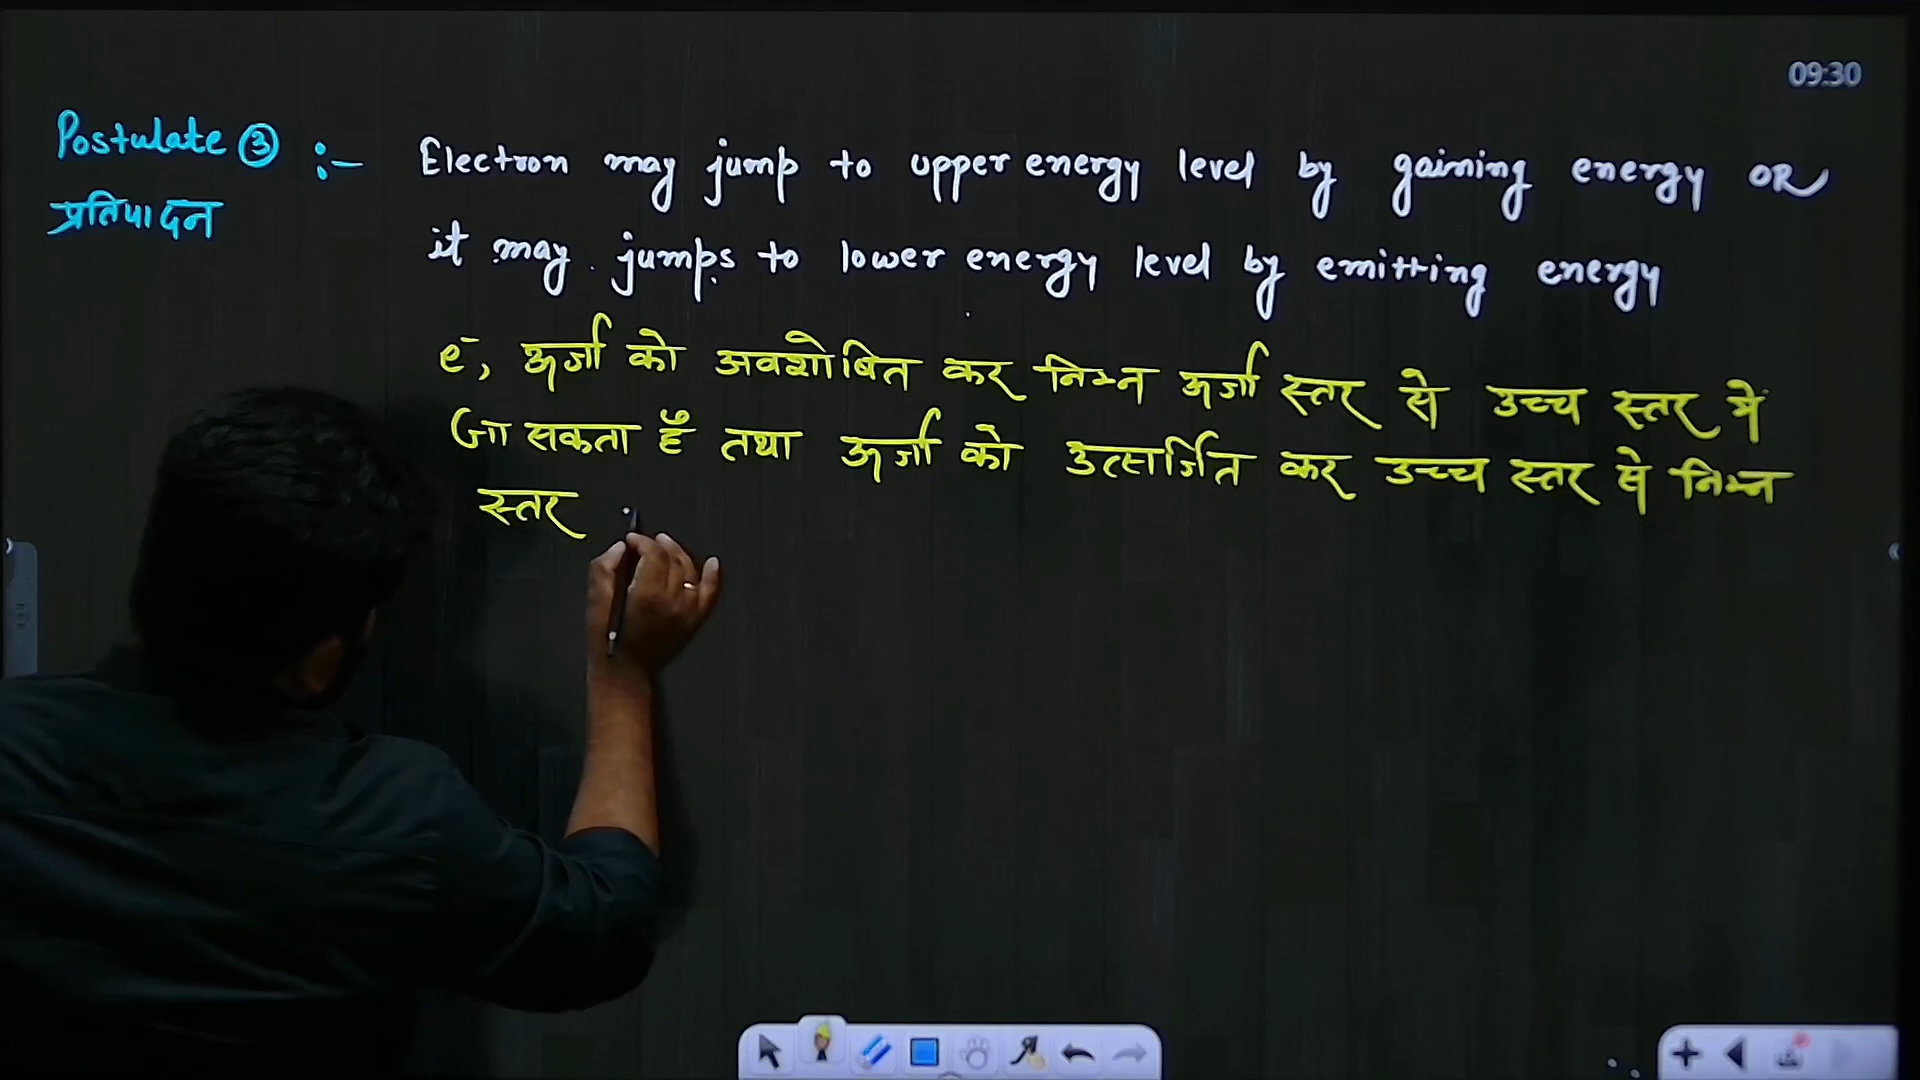 09:30
Postulate ③ :- Electron may jump to upper energy level by gaining energy OR
प्रतिपादन
it may jumps to lower energy level by emitting energy
e⁻, ऊर्जा को अवशोषित कर निम्न ऊर्जा स्तर से उच्च स्तर में
जा सकता हैं तथा ऊर्जा को उत्सर्जित कर उच्च स्तर से निम्न
स्तर